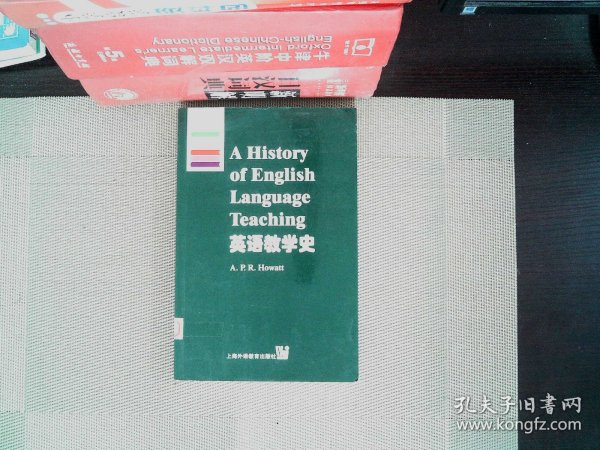 牛津中阶英汉双解词典
Oxford Intermediate Learner's
English-Chinese Dictionary
A History
of English
Language
Teaching
英语教学史
A. P. R. Howatt
上海外语教育出版社
孔夫子旧书网
www.kongfz.com